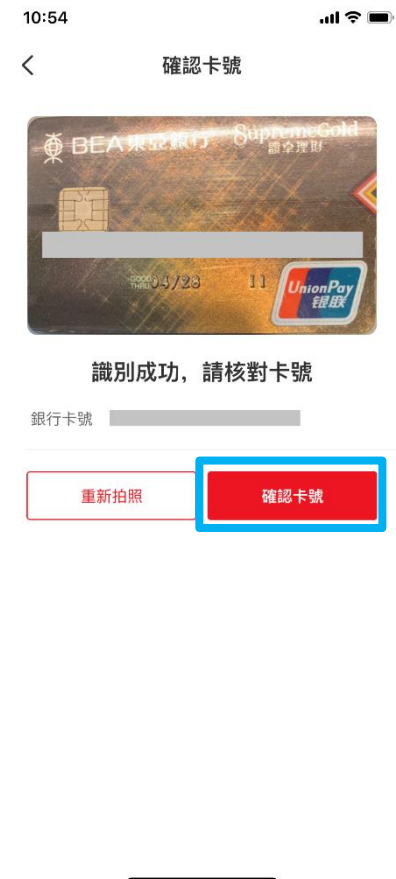 10:54
確認卡號
BEA東亞銀行 SupremeGold
顯卓理財
GOOD
THRU 04/28 11
UnionPay
银联
識別成功，請核對卡號
銀行卡號
重新拍照 確認卡號